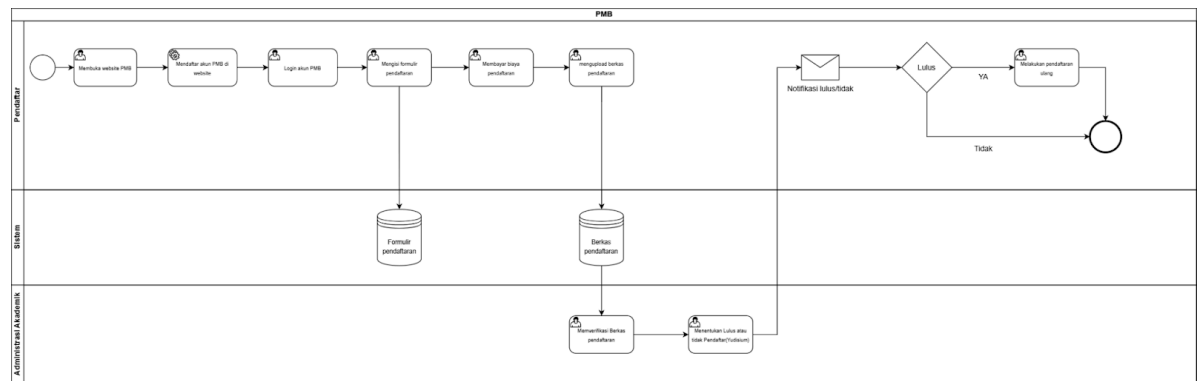 PMB
Pendaftar
Membuka website PMB
Mendaftar akun PMB di
website
Login akun PMB
Mengisi formulir
pendaftaran
Membayar biaya
pendaftaran
mengupload berkas
pendaftaran
Notifikasi lulus/tidak
Lulus
YA
Melakukan pendaftaran
ulang
Tidak
Sistem
Formulir
pendaftaran
Berkas
pendaftaran
Administrasi Akademik
Memverifikasi Berkas
pendaftaran
Menentukan Lulus atau
tidak Pendaftar(Yudisium)